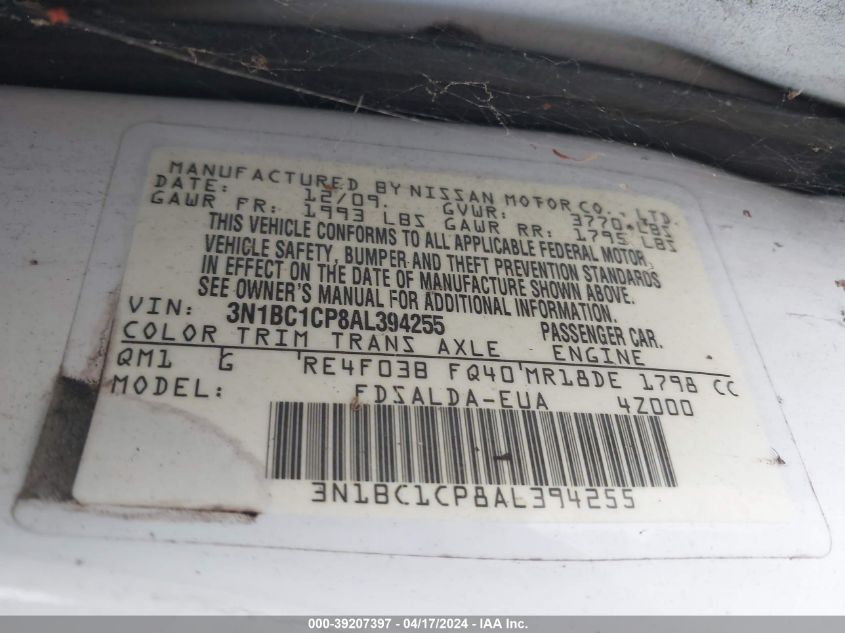 MANUFACTURED BY NISSAN MOTOR CO., LTD.
DATE: 12/09. GVWR: 3770 LBS
GAWR FR: 1993 LBS GAWR RR: 1795 LBS
THIS VEHICLE CONFORMS TO ALL APPLICABLE FEDERAL MOTOR
VEHICLE SAFETY, BUMPER AND THEFT PREVENTION STANDARDS
IN EFFECT ON THE DATE OF MANUFACTURE SHOWN ABOVE.
SEE OWNER'S MANUAL FOR ADDITIONAL INFORMATION.
VIN: 3N1BC1CP8AL394255 PASSENGER CAR.
COLOR TRIM TRANS AXLE ENGINE
QM1 G RE4F03B FQ40 MR18DE 1798 CC
MODEL: FDSALDA-EUA 4Z000
3N1BC1CP8AL394255
000-39207397 - 04/17/2024 - IAA Inc.